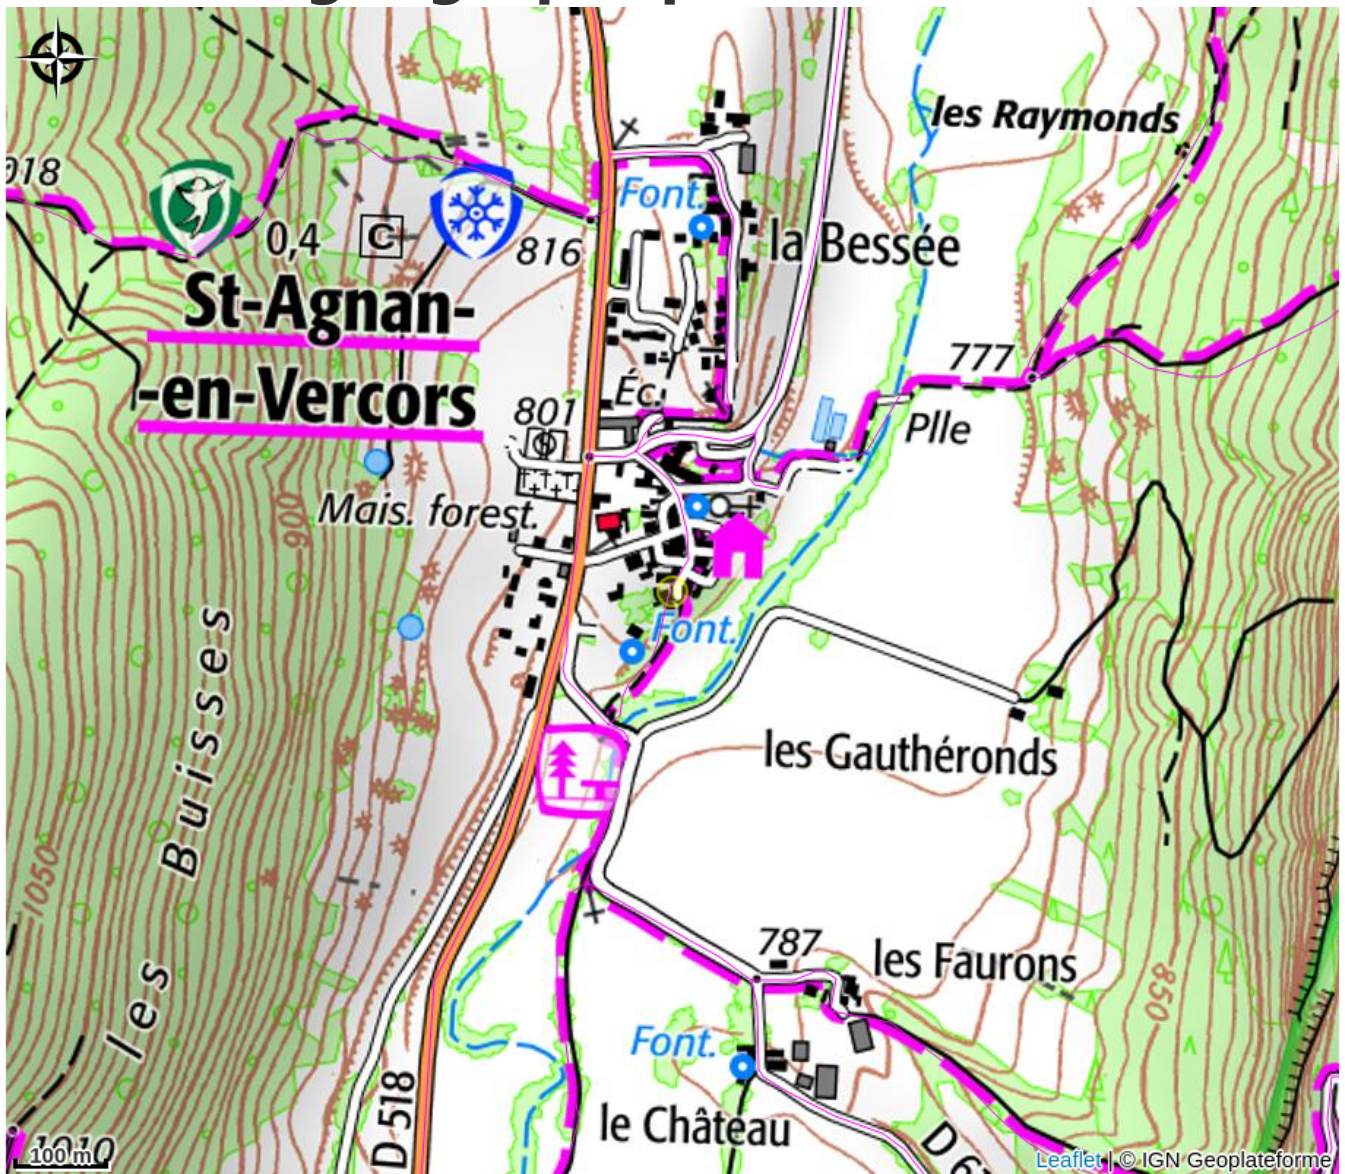 les Raymonds
918
Font.
0,4
C
816
la Bessée
St-Agnan-
-en-Vercors
777
Éc.
801
Plle
Mais. forest.
900
Font.
les Buisses
les Gauthéronds
1050
787
les Faurons
850
Font.
D 518
le Château
1010
100 m
Leaflet | © IGN Geoplateforme